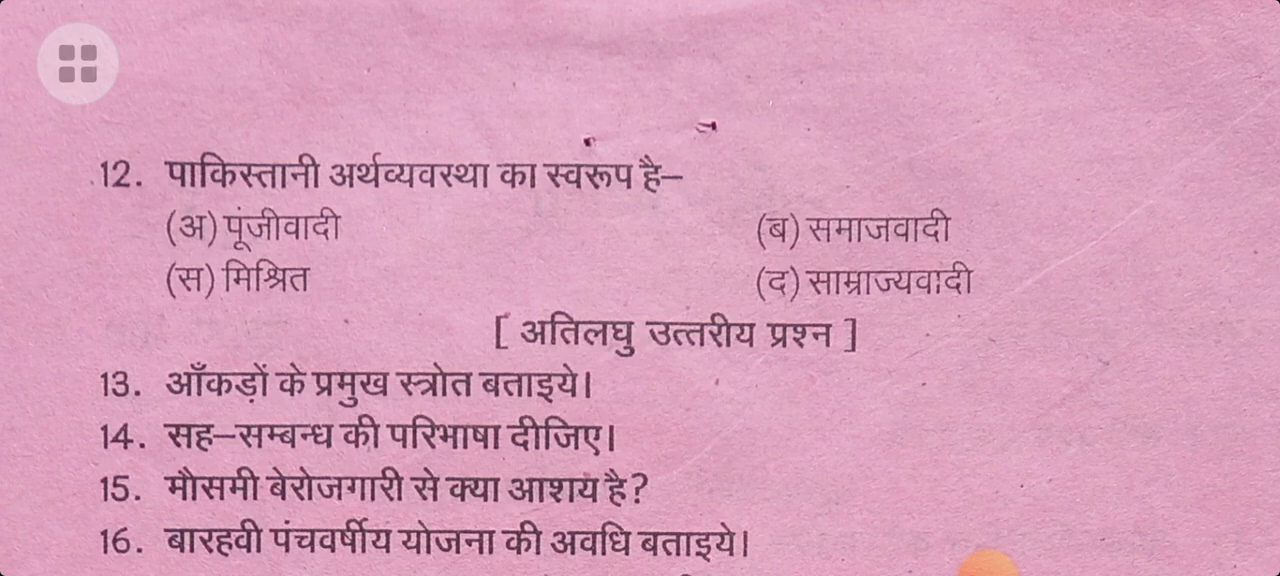 12. पाकिस्तानी अर्थव्यवस्था का स्वरूप है–
(अ) पूंजीवादी (ब) समाजवादी
(स) मिश्रित (द) साम्राज्यवादी
[ अतिलघु उत्तरीय प्रश्न ]
13. आँकड़ों के प्रमुख स्त्रोत बताइये।
14. सह–सम्बन्ध की परिभाषा दीजिए।
15. मौसमी बेरोजगारी से क्या आशय है?
16. बारहवी पंचवर्षीय योजना की अवधि बताइये।